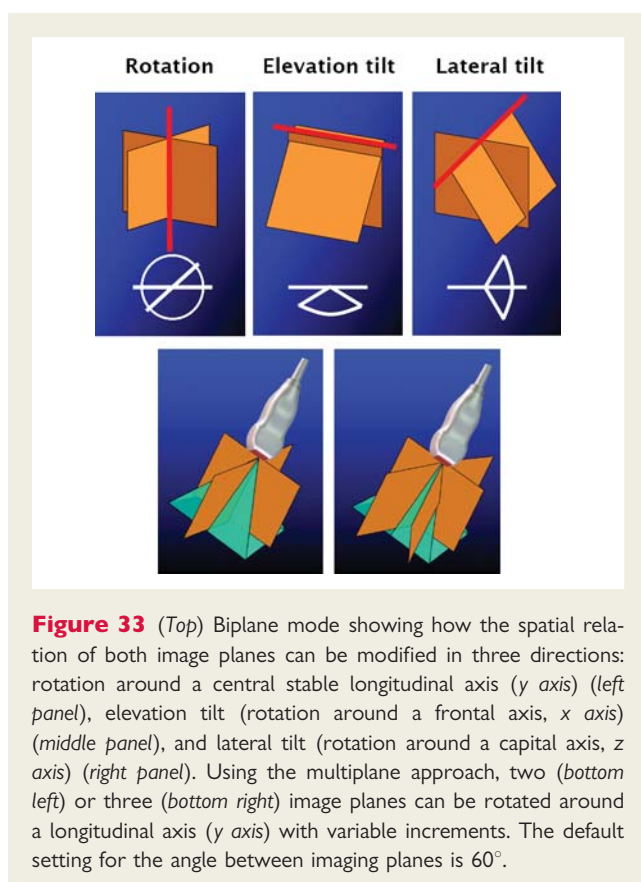 Rotation Elevation tilt Lateral tilt
Figure 33 (Top) Biplane mode showing how the spatial rela-
tion of both image planes can be modified in three directions:
rotation around a central stable longitudinal axis (y axis) (left
panel), elevation tilt (rotation around a frontal axis, x axis)
(middle panel), and lateral tilt (rotation around a capital axis, z
axis) (right panel). Using the multiplane approach, two (bottom
left) or three (bottom right) image planes can be rotated around
a longitudinal axis (y axis) with variable increments. The default
setting for the angle between imaging planes is 60°.